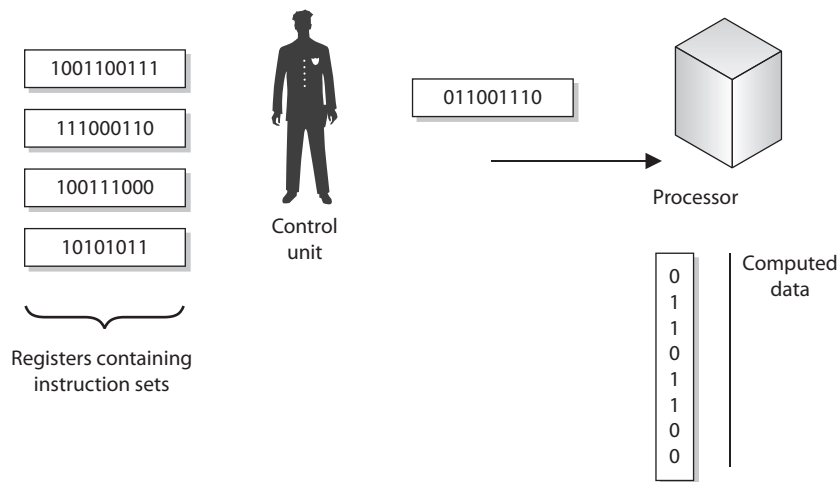 1001100111
111000110
100111000
10101011
Registers containing
instruction sets
Control
unit
011001110
Processor
0
1
1
0
1
1
0
0
Computed
data